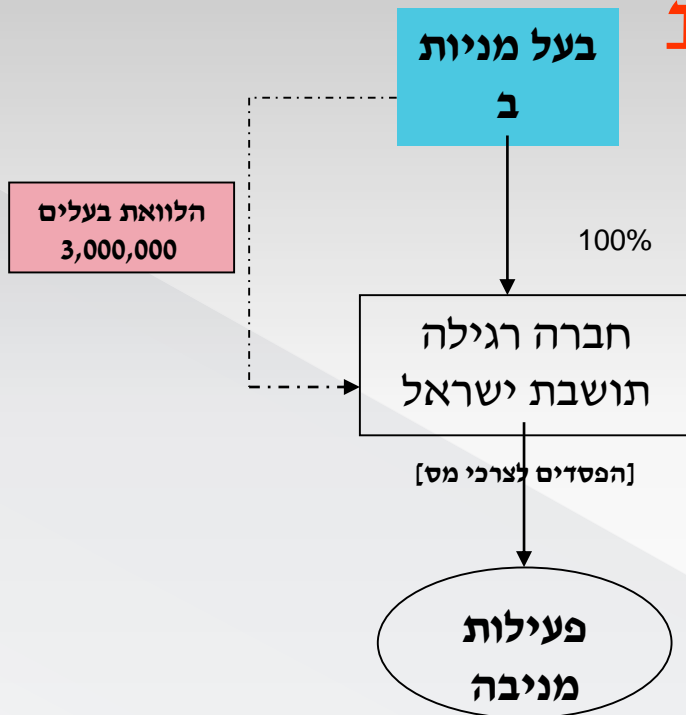 בעל מניות
ב
הלוואת בעלים
3,000,000
100%
חברה רגילה
תושבת ישראל
[הפסדים לצרכי מס]
פעילות
מניבה